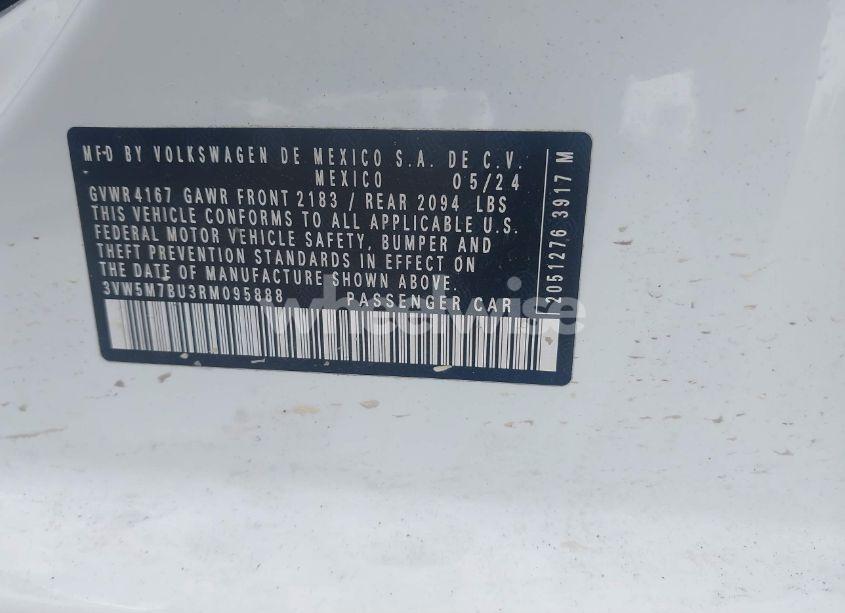 MFD BY VOLKSWAGEN DE MEXICO S.A. DE C.V.
MEXICO 05/24
GVWR 4167 GAWR FRONT 2183 / REAR 2094 LBS
THIS VEHICLE CONFORMS TO ALL APPLICABLE U.S.
FEDERAL MOTOR VEHICLE SAFETY, BUMPER AND
THEFT PREVENTION STANDARDS IN EFFECT ON
THE DATE OF MANUFACTURE SHOWN ABOVE.
3VW5M7BU3RM095888 PASSENGER CAR
2051276 3917 M
wheelwise